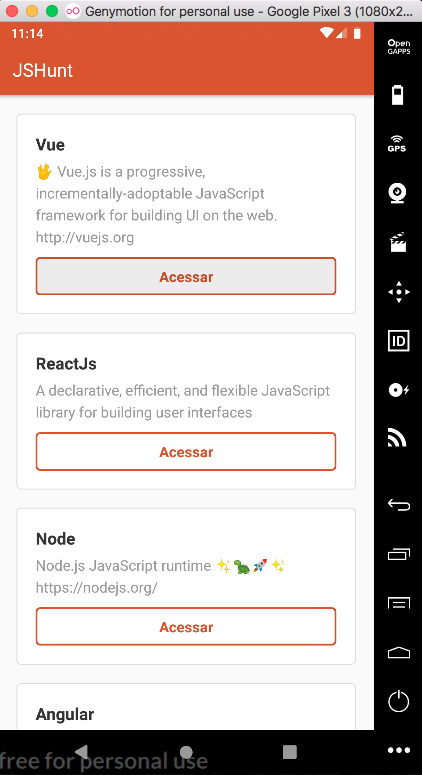 Genymotion for personal use - Google Pixel 3 (1080x2...
11:14
Open
GAPPS
JSHunt
GPS
Vue
🖖 Vue.js is a progressive,
incrementally-adoptable JavaScript
framework for building UI on the web.
http://vuejs.org
Acessar
ID
ReactJs
A declarative, efficient, and flexible JavaScript
library for building user interfaces
Acessar
Node
Node.js JavaScript runtime ✨🐢🚀✨
https://nodejs.org/
Acessar
Angular
free for personal use